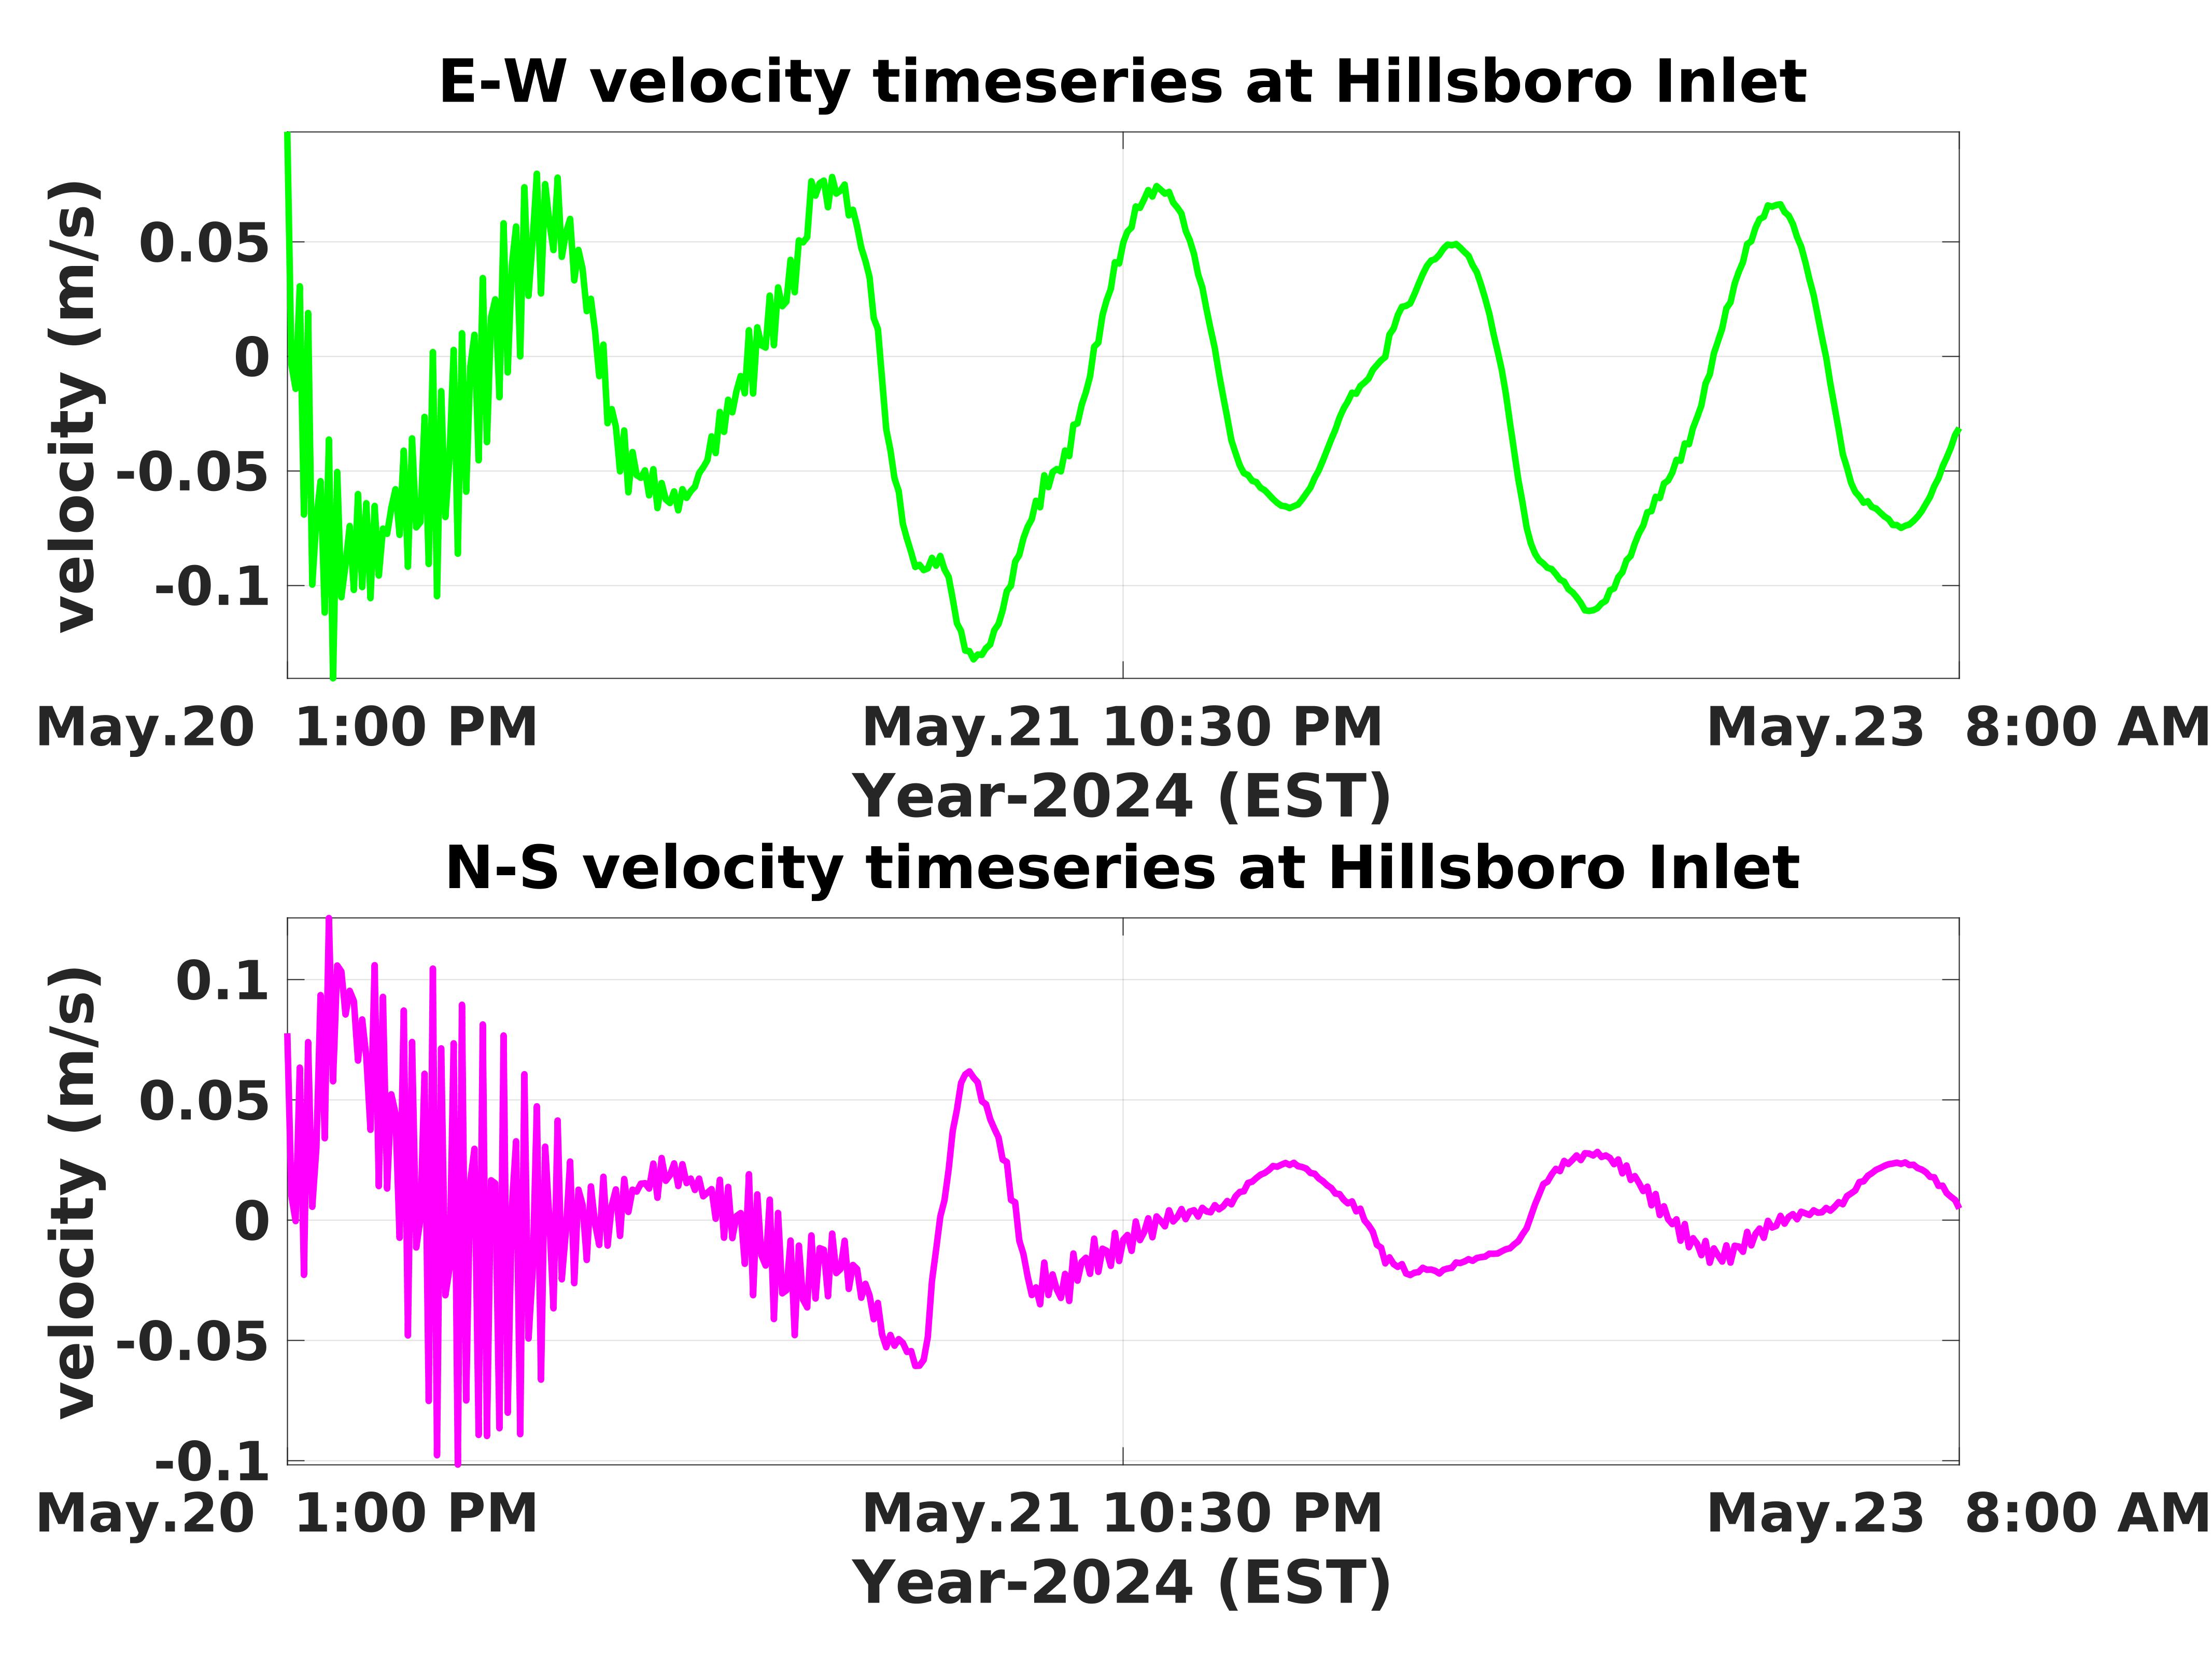 E-W velocity timeseries at Hillsboro Inlet
velocity (m/s)
0.05
0
-0.05
-0.1
May.20  1:00 PM
May.21 10:30 PM
May.23  8:00 AM
Year-2024 (EST)
N-S velocity timeseries at Hillsboro Inlet
velocity (m/s)
0.1
0.05
0
-0.05
-0.1
May.20  1:00 PM
May.21 10:30 PM
May.23  8:00 AM
Year-2024 (EST)